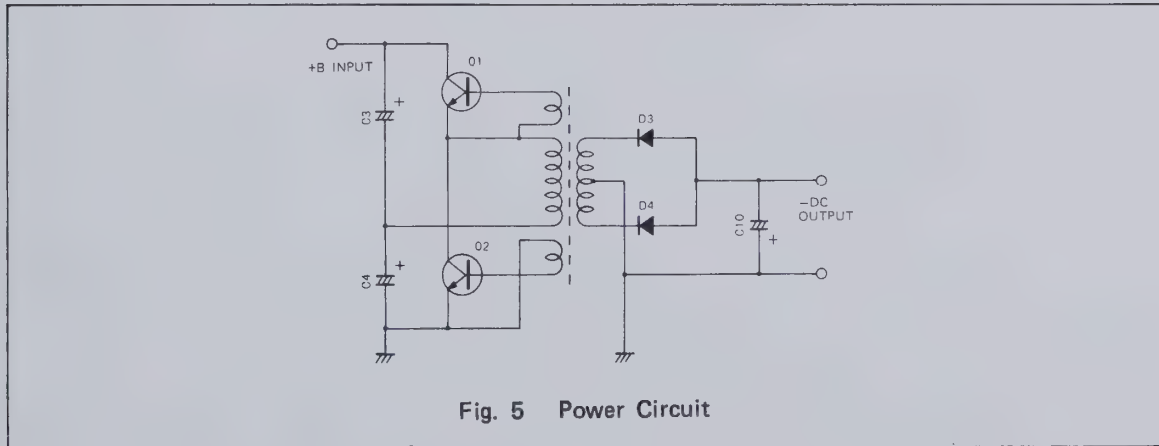 +B INPUT
Q1
C3
+
D3
D4
−DC
OUTPUT
C10
+
Q2
C4
+
Fig. 5 Power Circuit